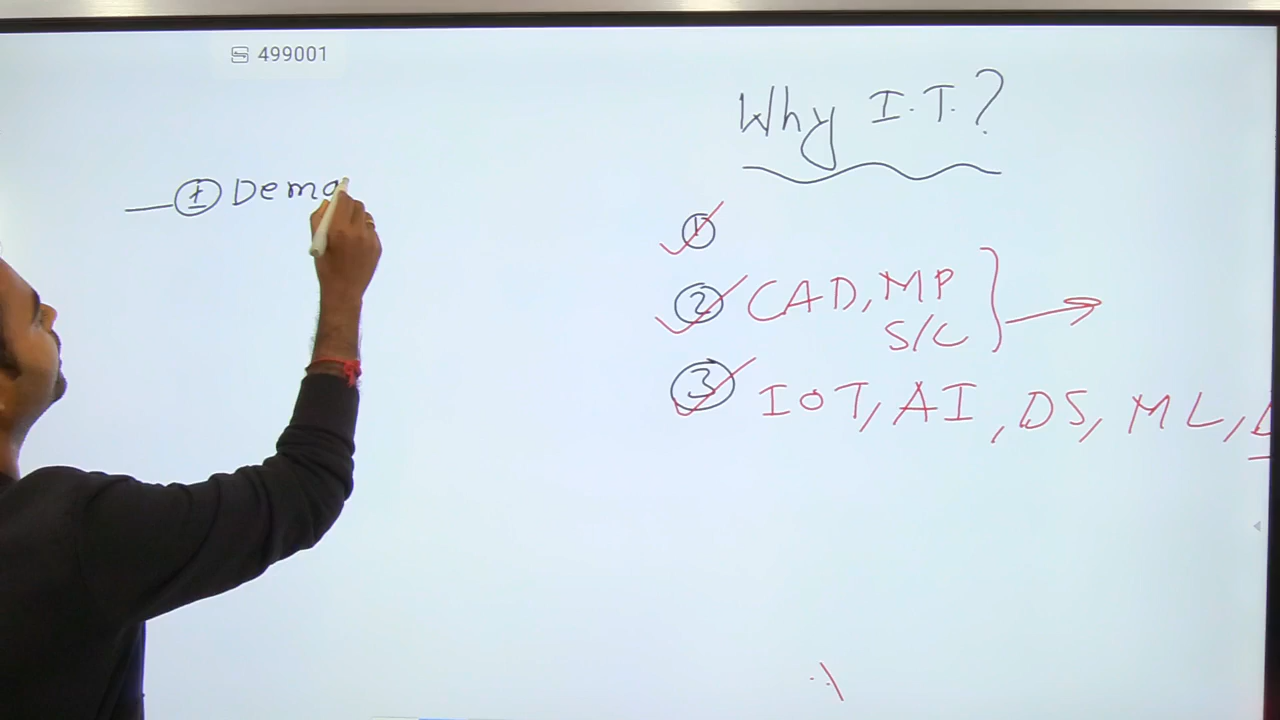 499001
Why I.T.?
① Dema
①
② CAD, MP
S/C
③ IOT, AI, DS, ML,